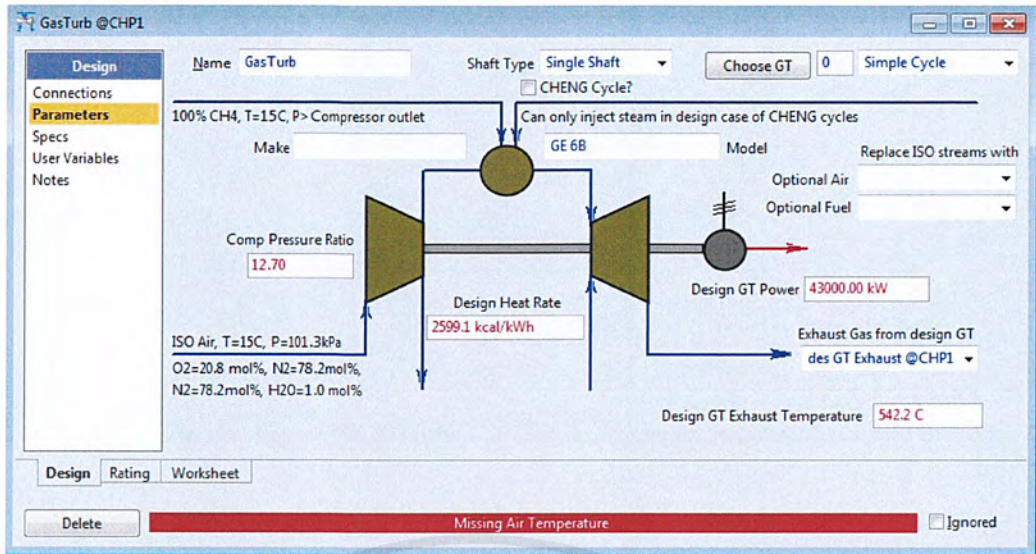 GasTurb @CHP1
Design
Connections
Parameters
Specs
User Variables
Notes
Name GasTurb Shaft Type Single Shaft Choose GT 0 Simple Cycle
CHENG Cycle?
100% CH4, T=15C, P> Compressor outlet Can only inject steam in design case of CHENG cycles
Make GE 6B Model Replace ISO streams with
Optional Air
Optional Fuel
Comp Pressure Ratio
12.70
Design GT Power 43000.00 kW
Design Heat Rate
2599.1 kcal/kWh
ISO Air, T=15C, P=101.3kPa
O2=20.8 mol%, N2=78.2mol%,
N2=78.2mol%, H2O=1.0 mol%
Exhaust Gas from design GT
des GT Exhaust @CHP1
Design GT Exhaust Temperature 542.2 C
Design Rating Worksheet
Delete Missing Air Temperature Ignored